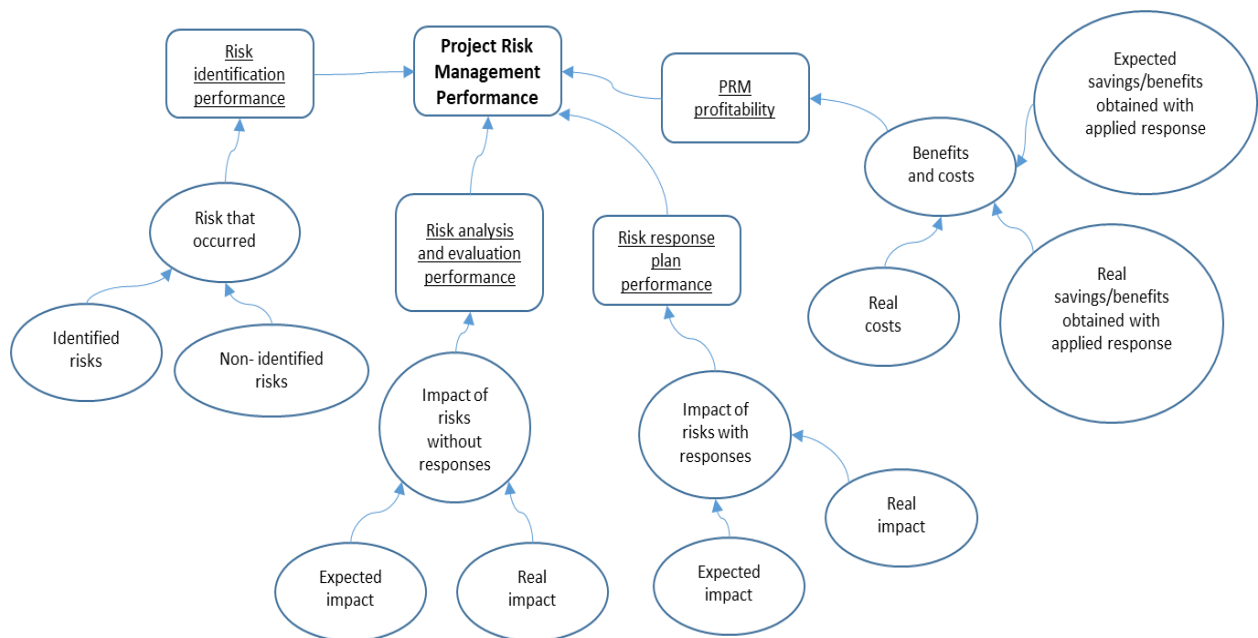 Risk
identification
performance
Project Risk
Management
Performance
PRM
profitability
Expected
savings/benefits
obtained with
applied response
Benefits
and costs
Risk that
occurred
Risk analysis
and evaluation
performance
Risk response
plan
performance
Real
savings/benefits
obtained with
applied response
Real
costs
Identified
risks
Non- identified
risks
Impact of
risks
without
responses
Impact of
risks with
responses
Real
impact
Expected
impact
Real
impact
Expected
impact